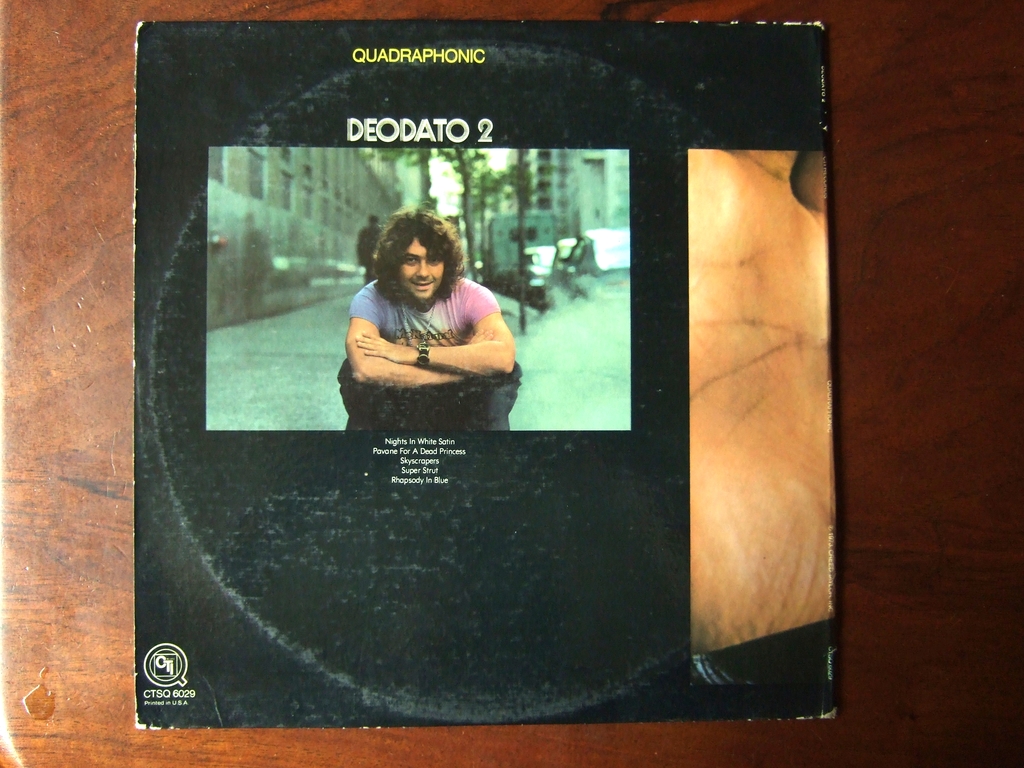 QUADRAPHONIC
DEODATO 2
Nights In White Satin
Pavane For A Dead Princess
Skyscrapers
Super Strut
Rhapsody In Blue
CTI
CTSQ 6029
Printed in U.S.A.